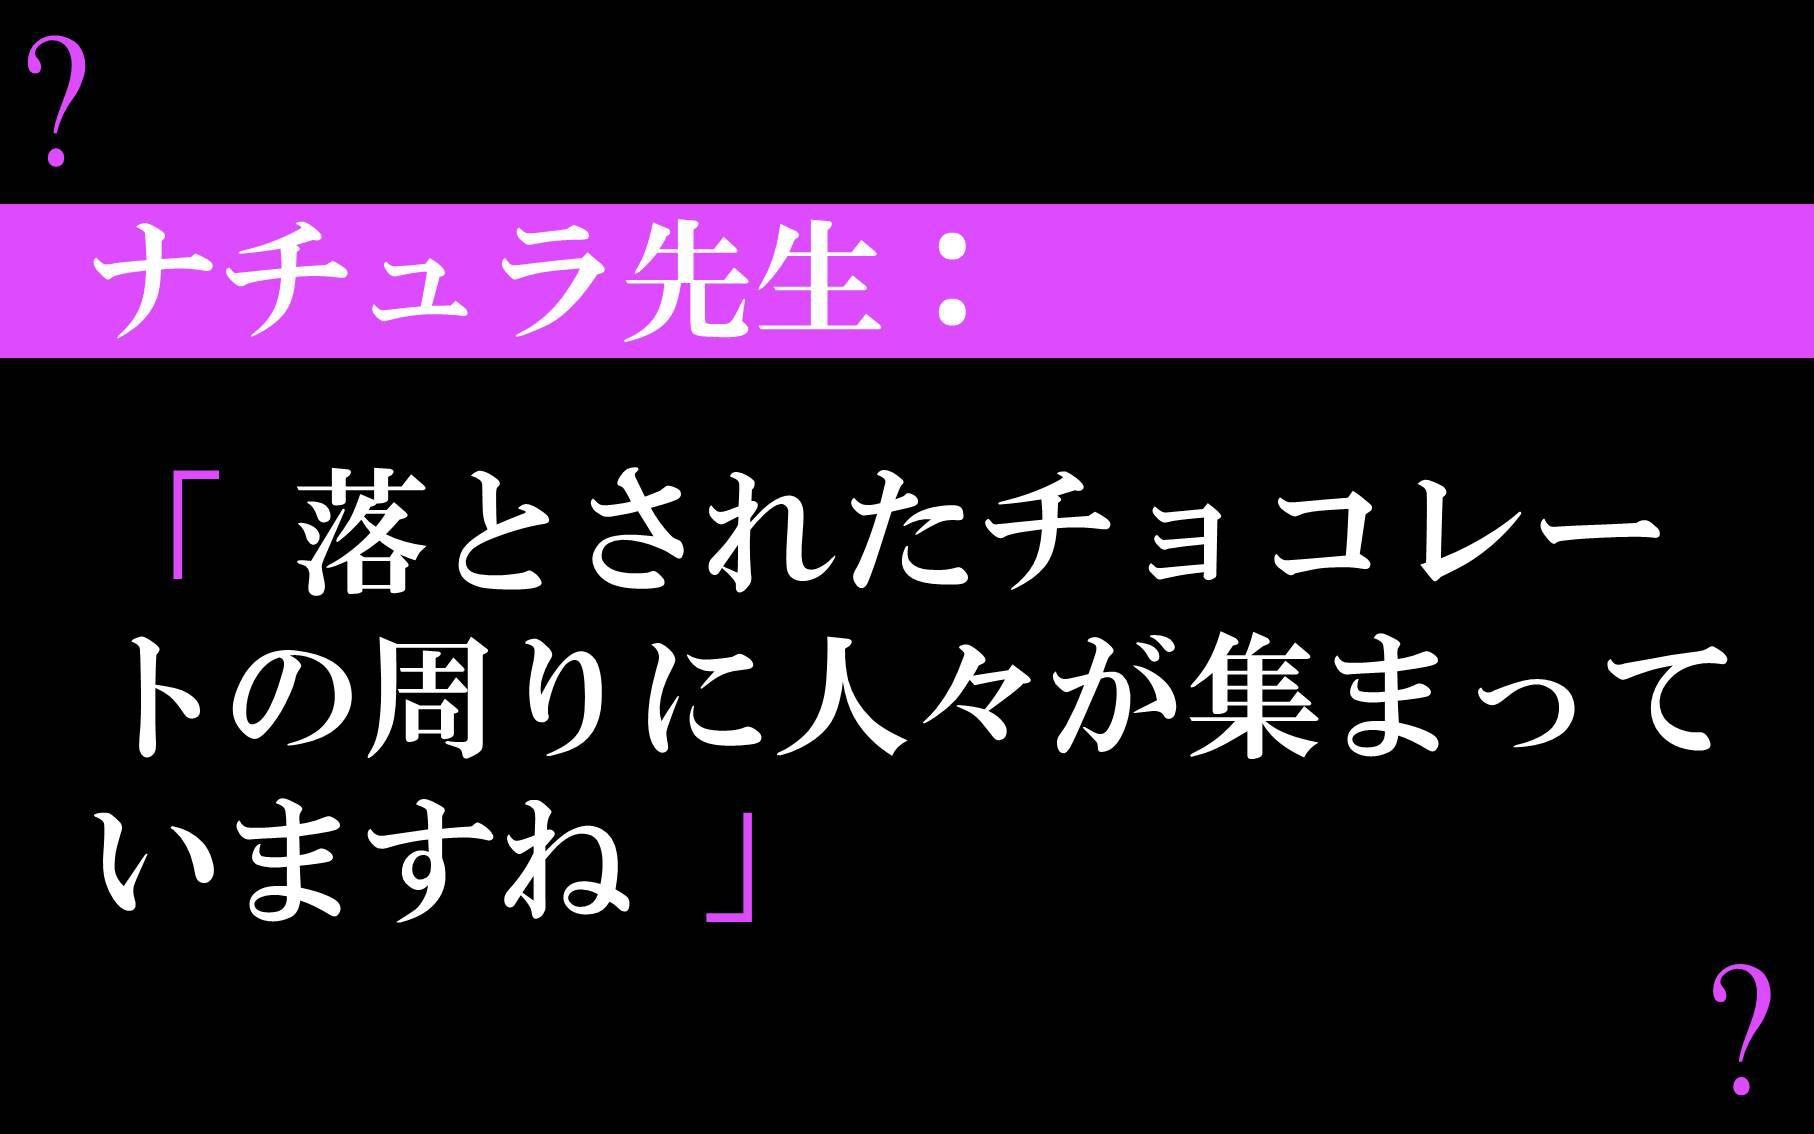 ？
ナチュラ先生：
「 落とされたチョコレー
トの周りに人々が集まって
いますね 」
？